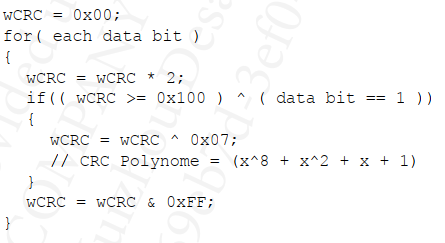 wCRC = 0x00;
for( each data bit )
{
wCRC = wCRC * 2;
if(( wCRC >= 0x100 ) ^ ( data bit == 1 ))
{
wCRC = wCRC ^ 0x07;
// CRC Polynome = (x^8 + x^2 + x + 1)
}
wCRC = wCRC & 0xFF;
}